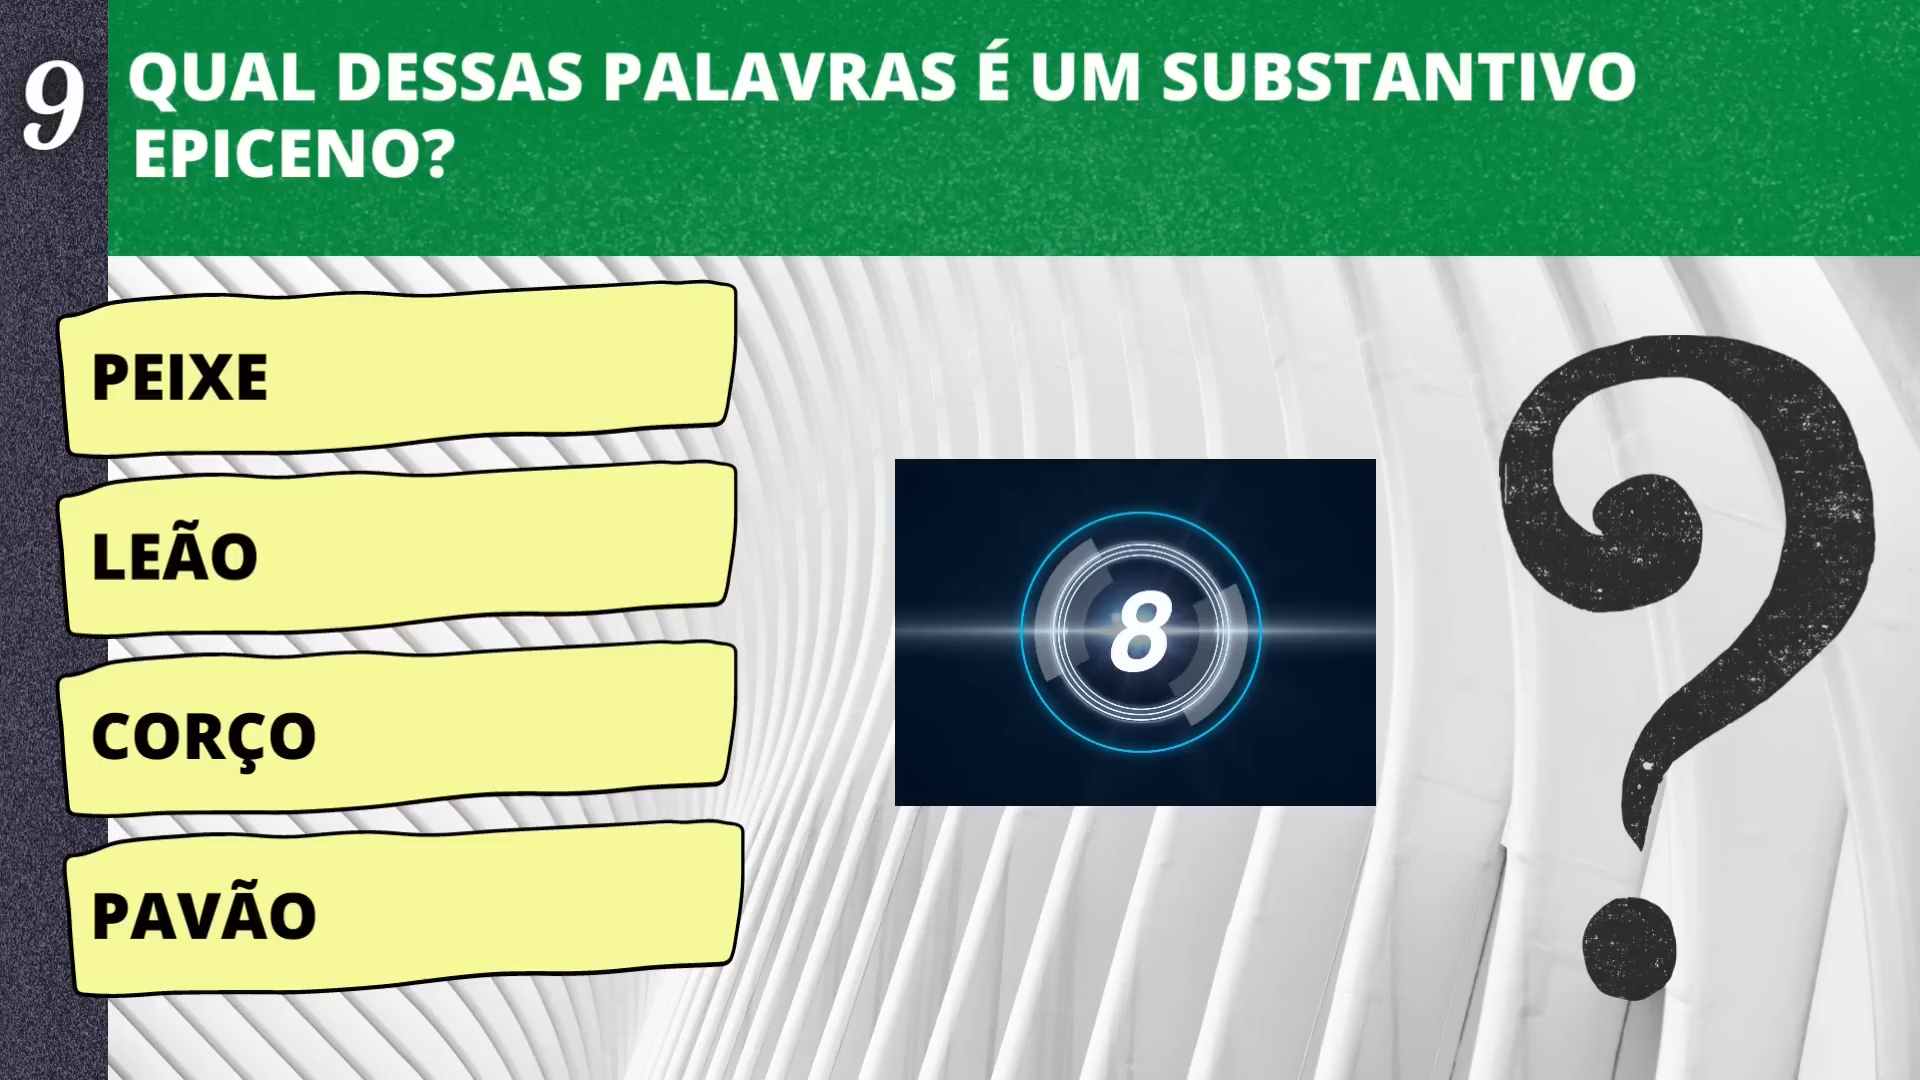 9
QUAL DESSAS PALAVRAS É UM SUBSTANTIVO
EPICENO?
PEIXE
LEÃO
CORÇO
PAVÃO
8
?